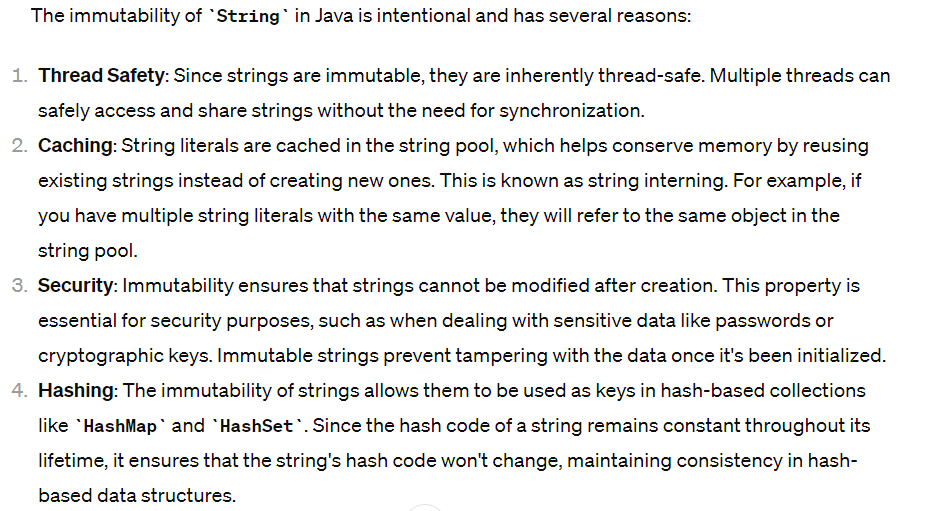 The immutability of `String` in Java is intentional and has several reasons:
1. Thread Safety: Since strings are immutable, they are inherently thread-safe. Multiple threads can
safely access and share strings without the need for synchronization.
2. Caching: String literals are cached in the string pool, which helps conserve memory by reusing
existing strings instead of creating new ones. This is known as string interning. For example, if
you have multiple string literals with the same value, they will refer to the same object in the
string pool.
3. Security: Immutability ensures that strings cannot be modified after creation. This property is
essential for security purposes, such as when dealing with sensitive data like passwords or
cryptographic keys. Immutable strings prevent tampering with the data once it's been initialized.
4. Hashing: The immutability of strings allows them to be used as keys in hash-based collections
like `HashMap` and `HashSet`. Since the hash code of a string remains constant throughout its
lifetime, it ensures that the string's hash code won't change, maintaining consistency in hash-
based data structures.